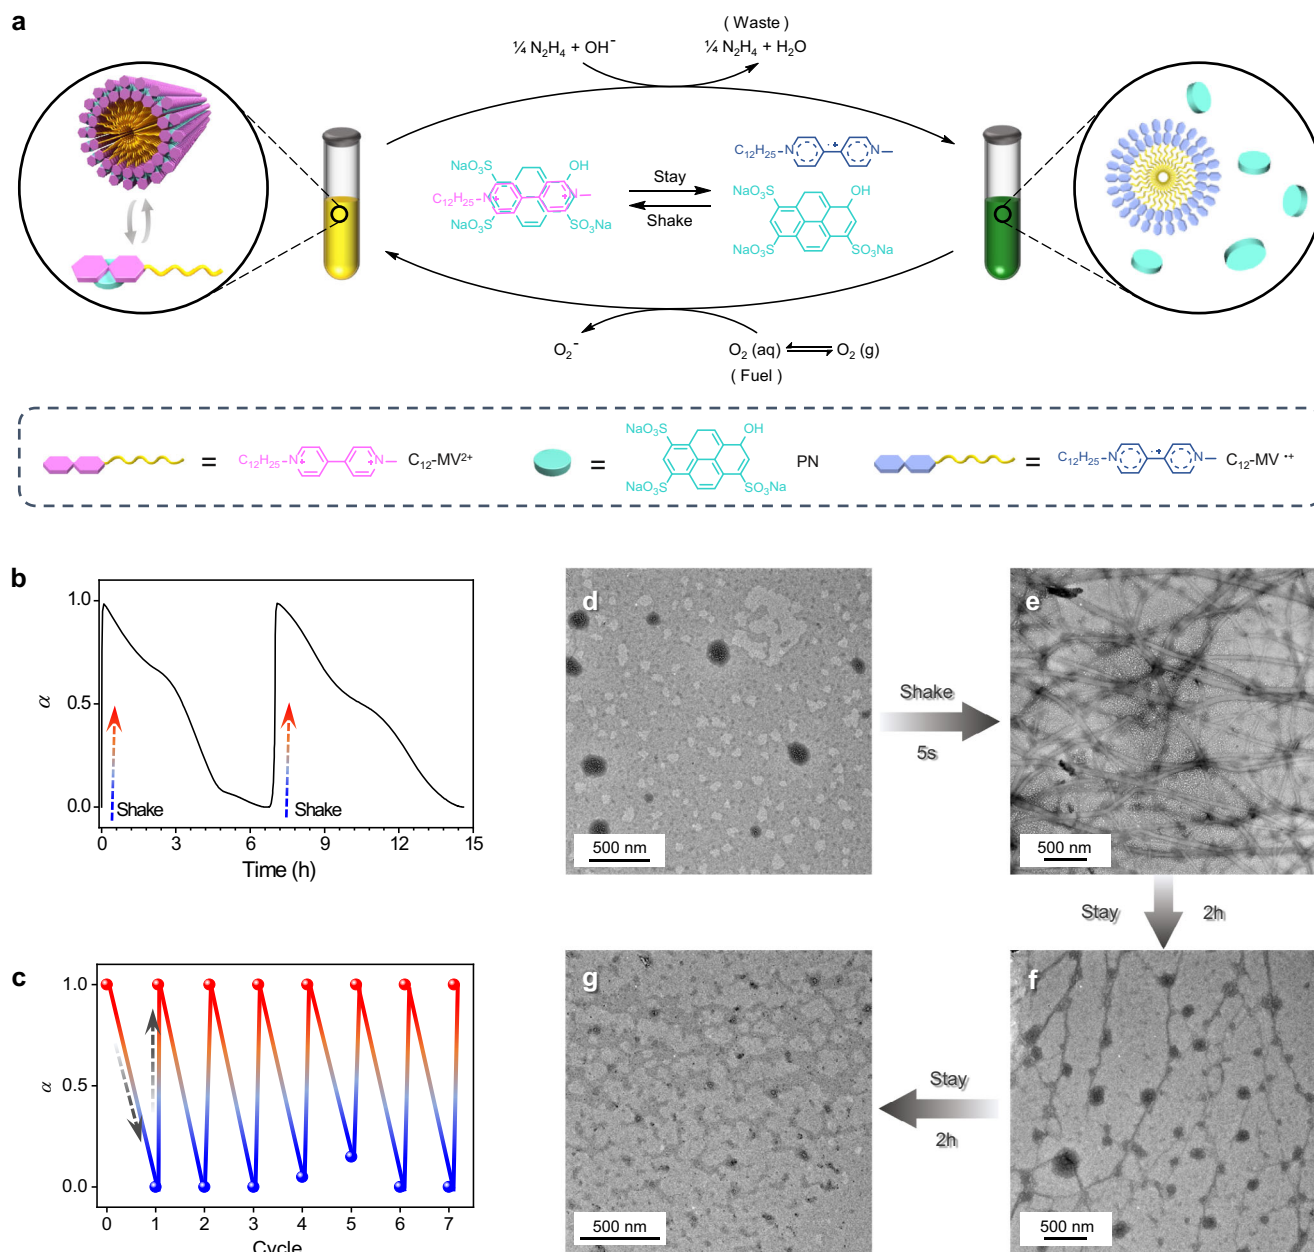 a
( Waste )
¼ N₂H₄ + OH⁻
¼ N₂H₄ + H₂O
NaO₃S
OH
C₁₂H₂₅
N
+
N
+
NaO₃S
SO₃Na
Stay
Shake
C₁₂H₂₅
N
·+
N
NaO₃S
OH
NaO₃S
SO₃Na
O₂⁻
O₂ (aq)
O₂ (g)
( Fuel )
=
C₁₂H₂₅
N
+
+
N
C₁₂-MV²⁺
=
NaO₃S
OH
NaO₃S
SO₃Na
PN
=
C₁₂H₂₅
N
·+
N
C₁₂-MV ·⁺
b
1.0
0.5
0.0
α
Shake
Shake
0 3 6 9 12 15
Time (h)
c
1.0
0.5
0.0
α
0 1 2 3 4 5 6 7
Cycle
d
500 nm
Shake
5s
e
500 nm
Stay 2h
f
500 nm
Stay
2h
g
500 nm